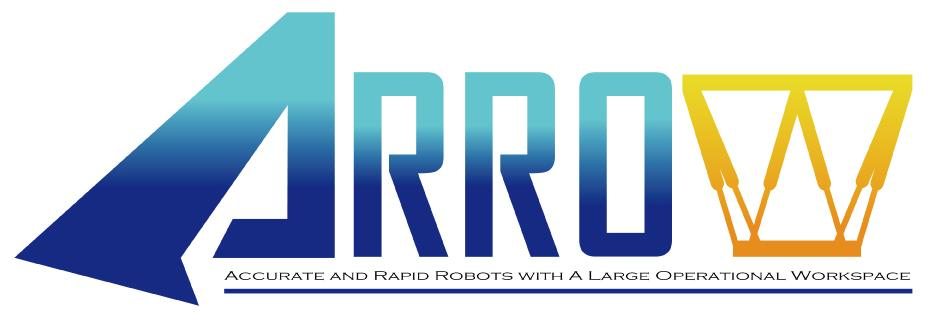 ARROW
Accurate and Rapid Robots with A Large Operational Workspace